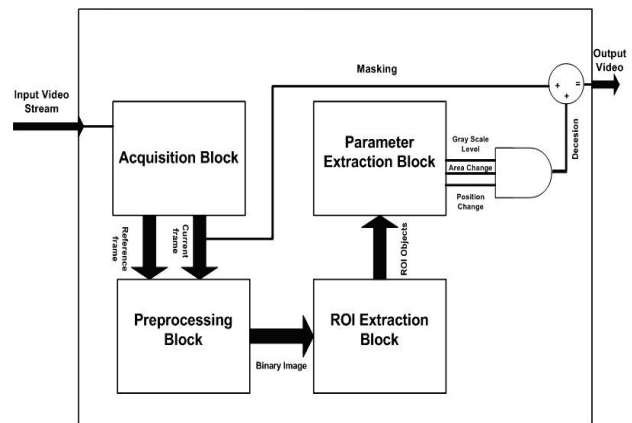 Output
Video
Masking
Input Video
Stream
Acquisition Block
Parameter
Extraction Block
Gray Scale
Level
Area Change
Position
Change
+
=
+
Decesion
Reference
frame
Current
frame
ROI Objects
Preprocessing
Block
Binary Image
ROI Extraction
Block